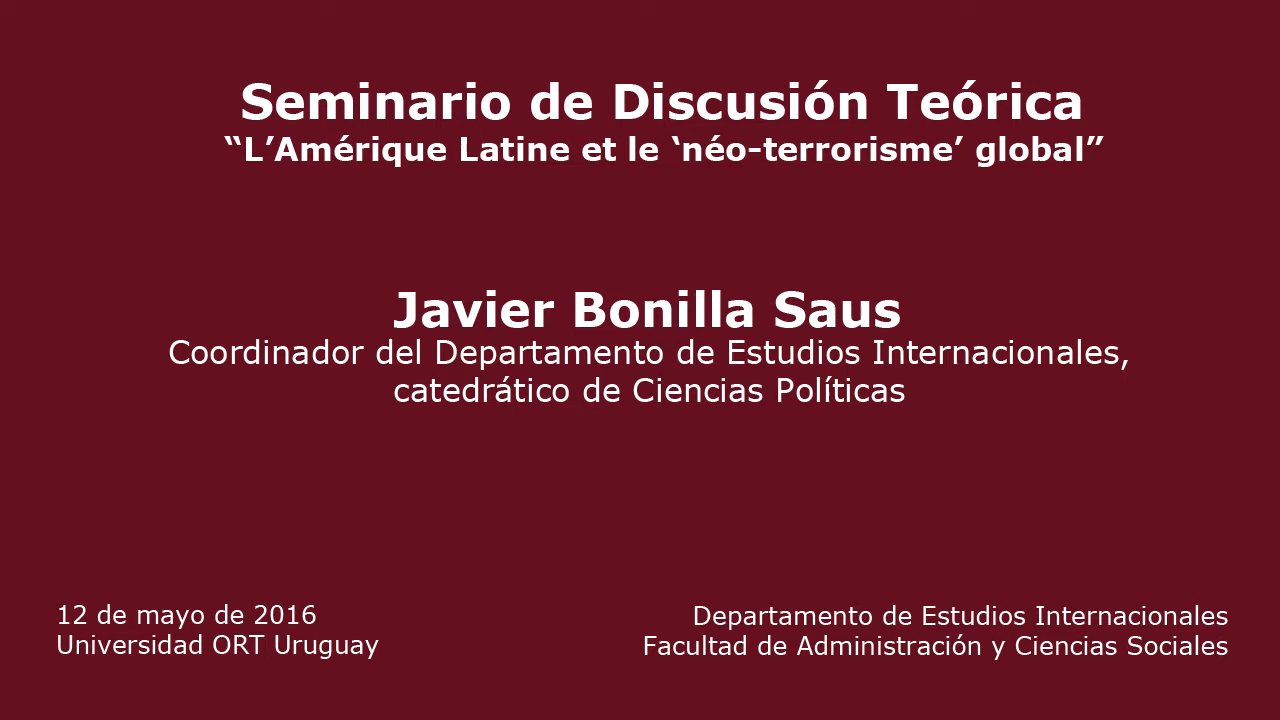 Seminario de Discusión Teórica
“L’Amérique Latine et le ‘néo-terrorisme’ global”
Javier Bonilla Saus
Coordinador del Departamento de Estudios Internacionales,
catedrático de Ciencias Políticas
12 de mayo de 2016
Universidad ORT Uruguay
Departamento de Estudios Internacionales
Facultad de Administración y Ciencias Sociales